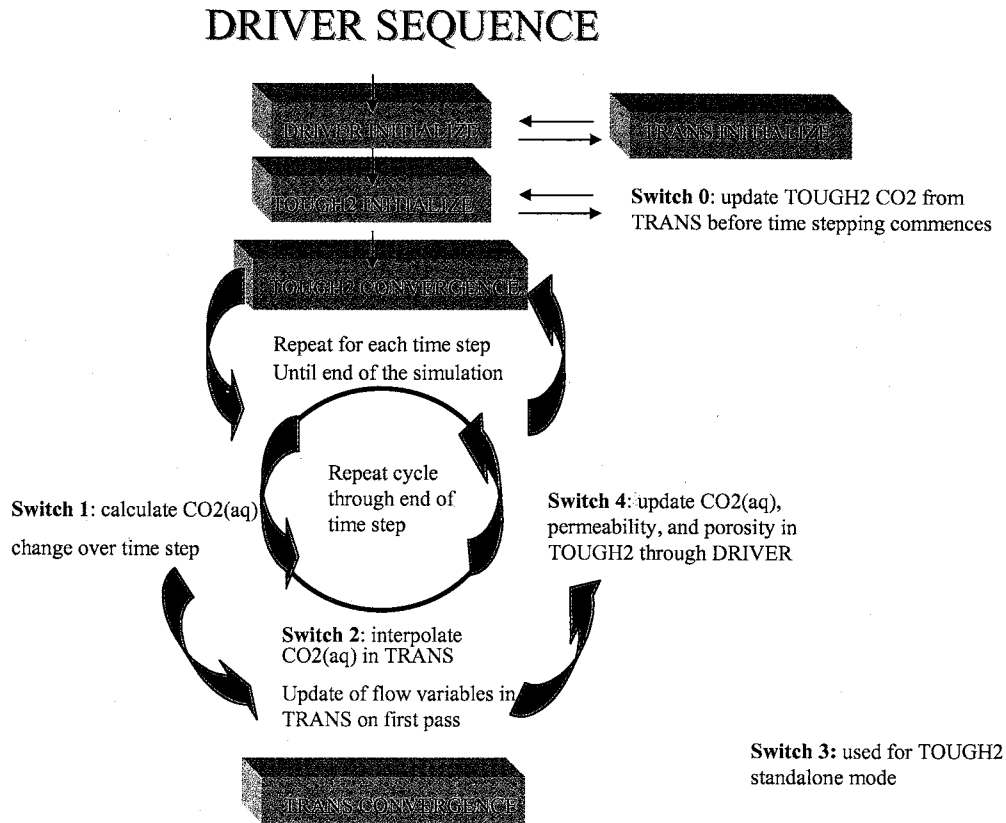 DRIVER SEQUENCE
DRIVER INITIALIZE
TRANS INITIALIZE
TOUGH2 INITIALIZE
Switch 0: update TOUGH2 CO2 from
TRANS before time stepping commences
TOUGH2 CONVERGENCE
Repeat for each time step
Until end of the simulation
Repeat cycle
through end of
time step
Switch 1: calculate CO2(aq)
change over time step
Switch 4: update CO2(aq),
permeability, and porosity in
TOUGH2 through DRIVER
Switch 2: interpolate
CO2(aq) in TRANS
Update of flow variables in
TRANS on first pass
Switch 3: used for TOUGH2
standalone mode
TRANS CONVERGENCE